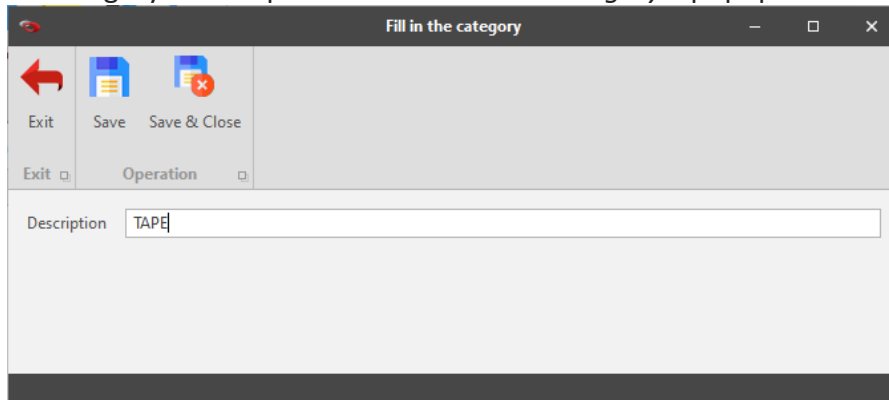 Fill in the category
Exit Save Save & Close
Exit Operation
Description TAPE